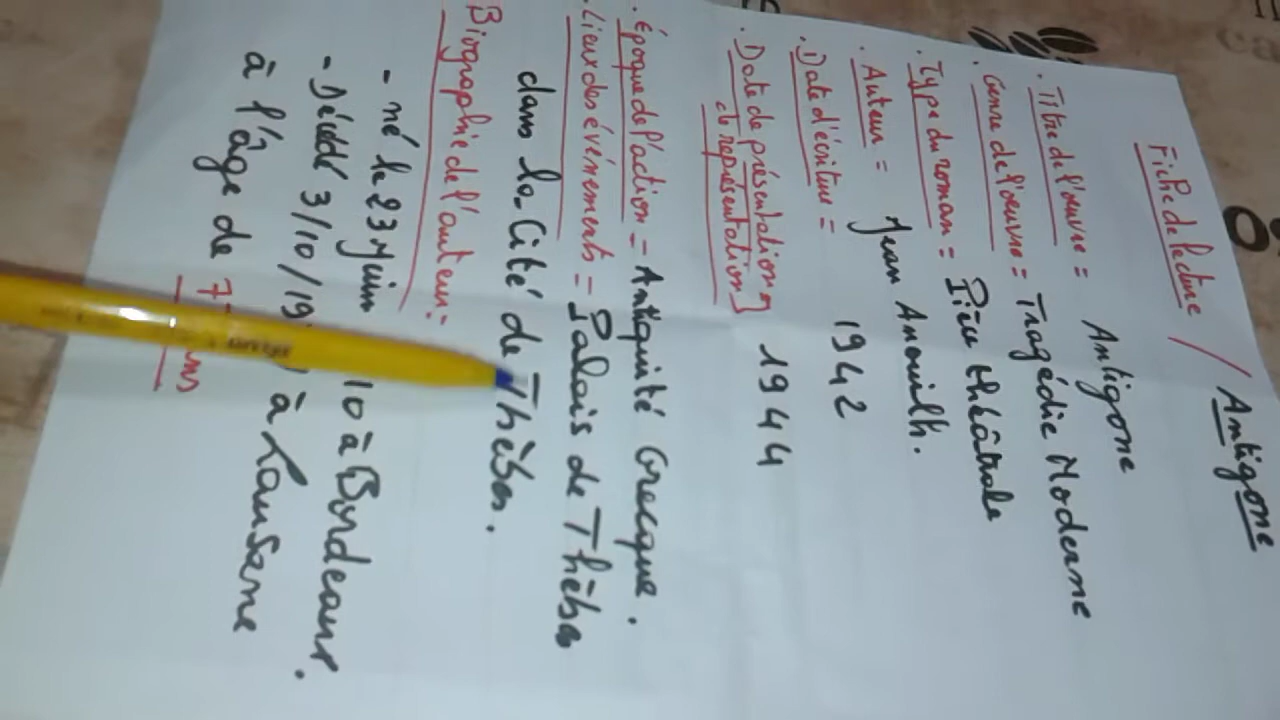 Fiche de lecture / Antigone
. Titre de l'œuvre = Antigone
. Genre de l'œuvre = Tragédie Moderne
. Type du roman = Pièce théâtrale
. Auteur = Jean Anouilh.
. Date d'écriture = 1942
. Date de présentation et représentation] 1944
. Époque de l'action = Antiquité Grecque.
. Lieux des événements = Palais de Thèbes
dans la Cité de Thèbes.
Biographie de l'auteur:
- né le 23 Juin 10 à Bordeaux.
- Décédé 3/10/19 à Lausanne
à l'âge de 7 ans